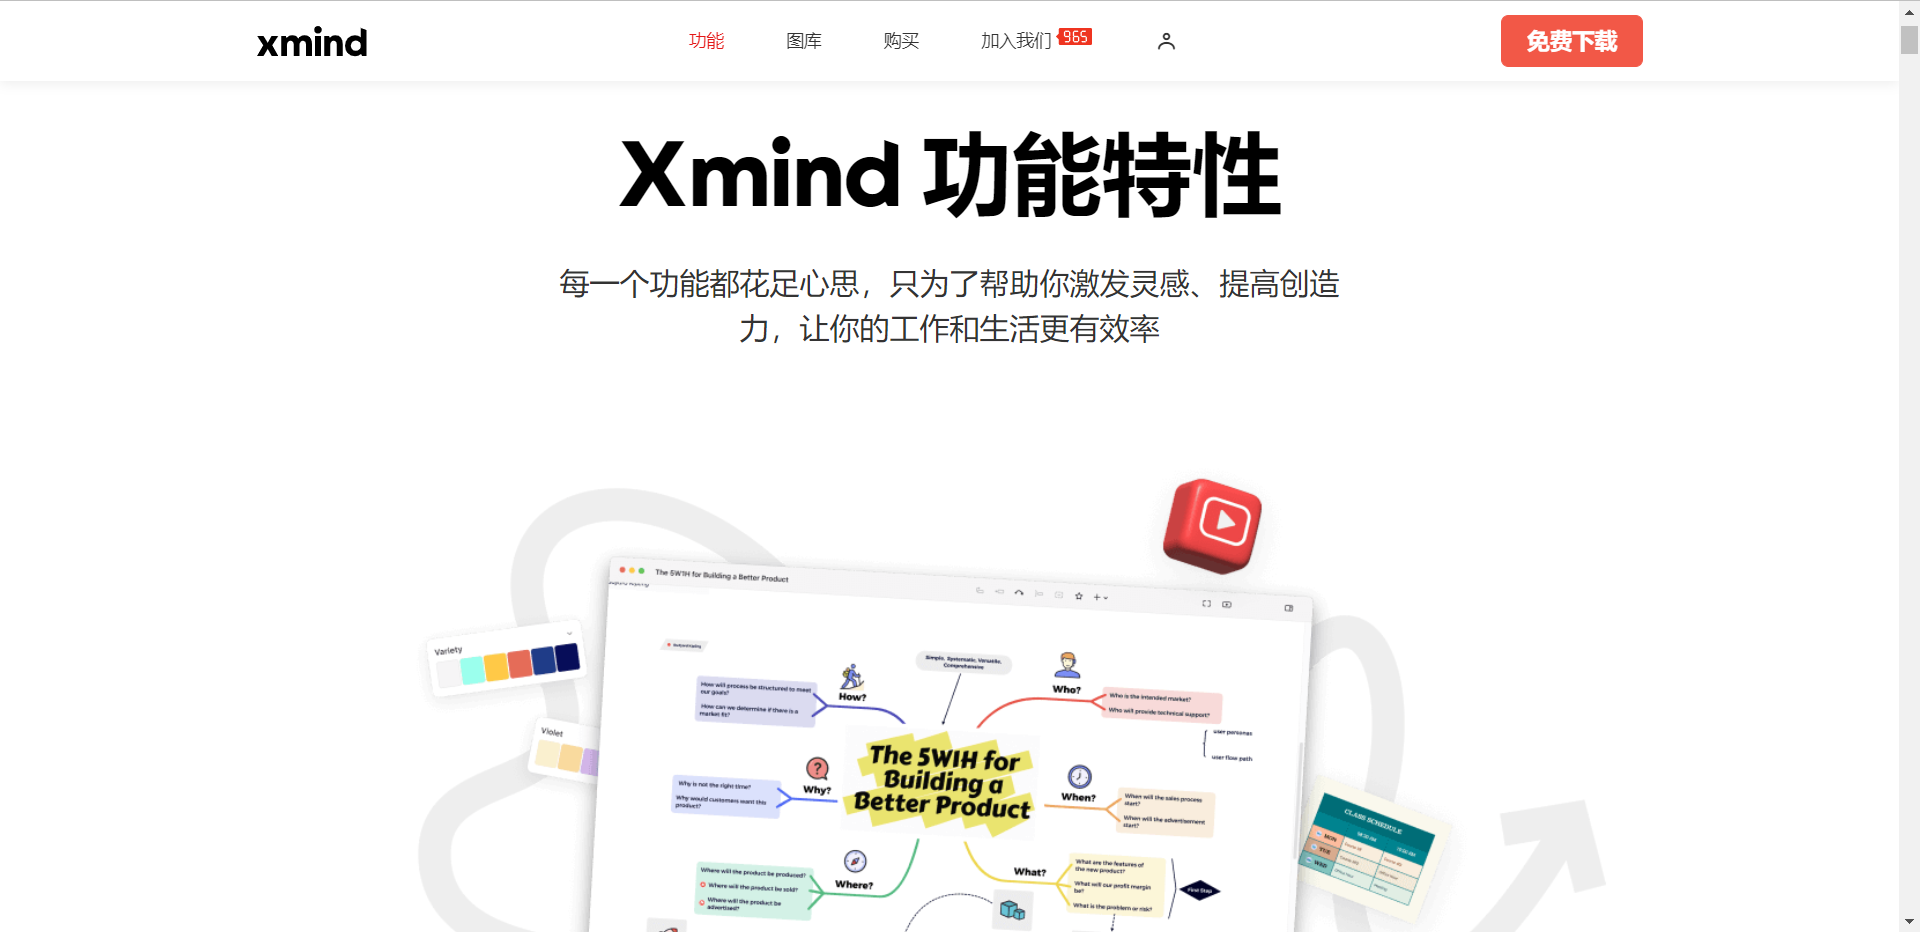 xmind
功能
图库
购买
加入我们
965
免费下载
Xmind 功能特性
每一个功能都花足心思，只为了帮助你激发灵感、提高创造
力，让你的工作和生活更有效率
The 5W1H for Building a Better Product
Variety
Violet
Simple, Systematic, Versatile,
Comprehensive
How will process be structured to meet
our goals?
How can we determine if there is a
market fit?
How?
Who?
Who is the intended market?
Who will provide technical support?
user personas
user flow path
The 5W1H for
Building a
Better Product
Why is not the right time?
Why would customers want this
product?
Why?
When?
When will the sales process
start?
When will the advertisement
start?
Where will the product be produced?
Where will the product be sold?
Where will the product be
advertised?
Where?
What?
What are the features of
the new product?
What will our profit margin
be?
What is the problem or risk?
First Step
CLASS SCHEDULE
MON
TUE
WED